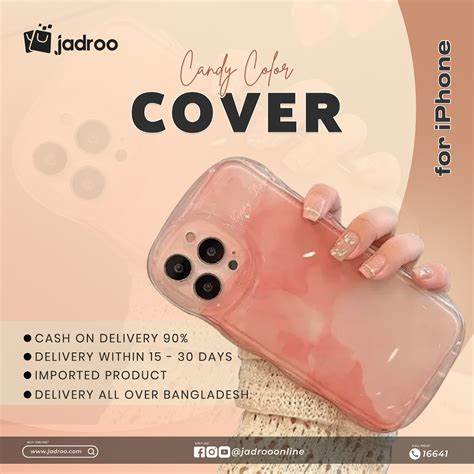 jadroo
Candy Color
COVER
for iPhone
CASH ON DELIVERY 90%
DELIVERY WITHIN 15 - 30 DAYS
IMPORTED PRODUCT
DELIVERY ALL OVER BANGLADESH.
www.jadroo.com
@jadrooonline
16641